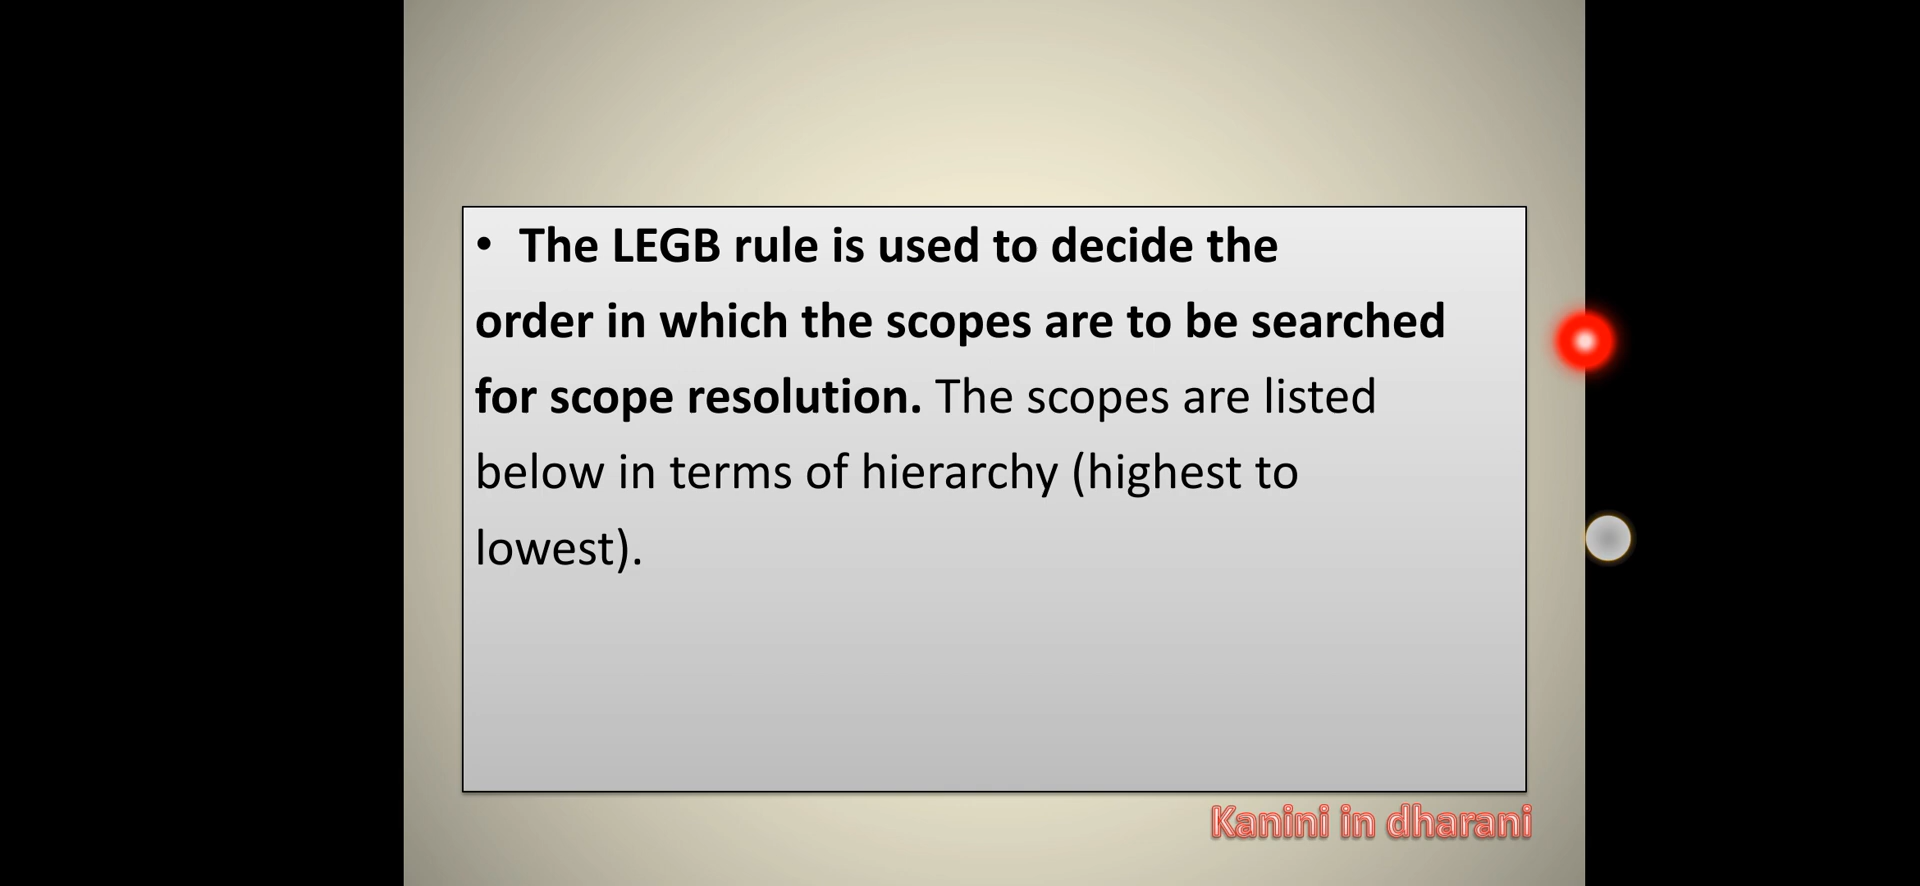 • The LEGB rule is used to decide the
order in which the scopes are to be searched
for scope resolution. The scopes are listed
below in terms of hierarchy (highest to
lowest).
Kanini in dharani